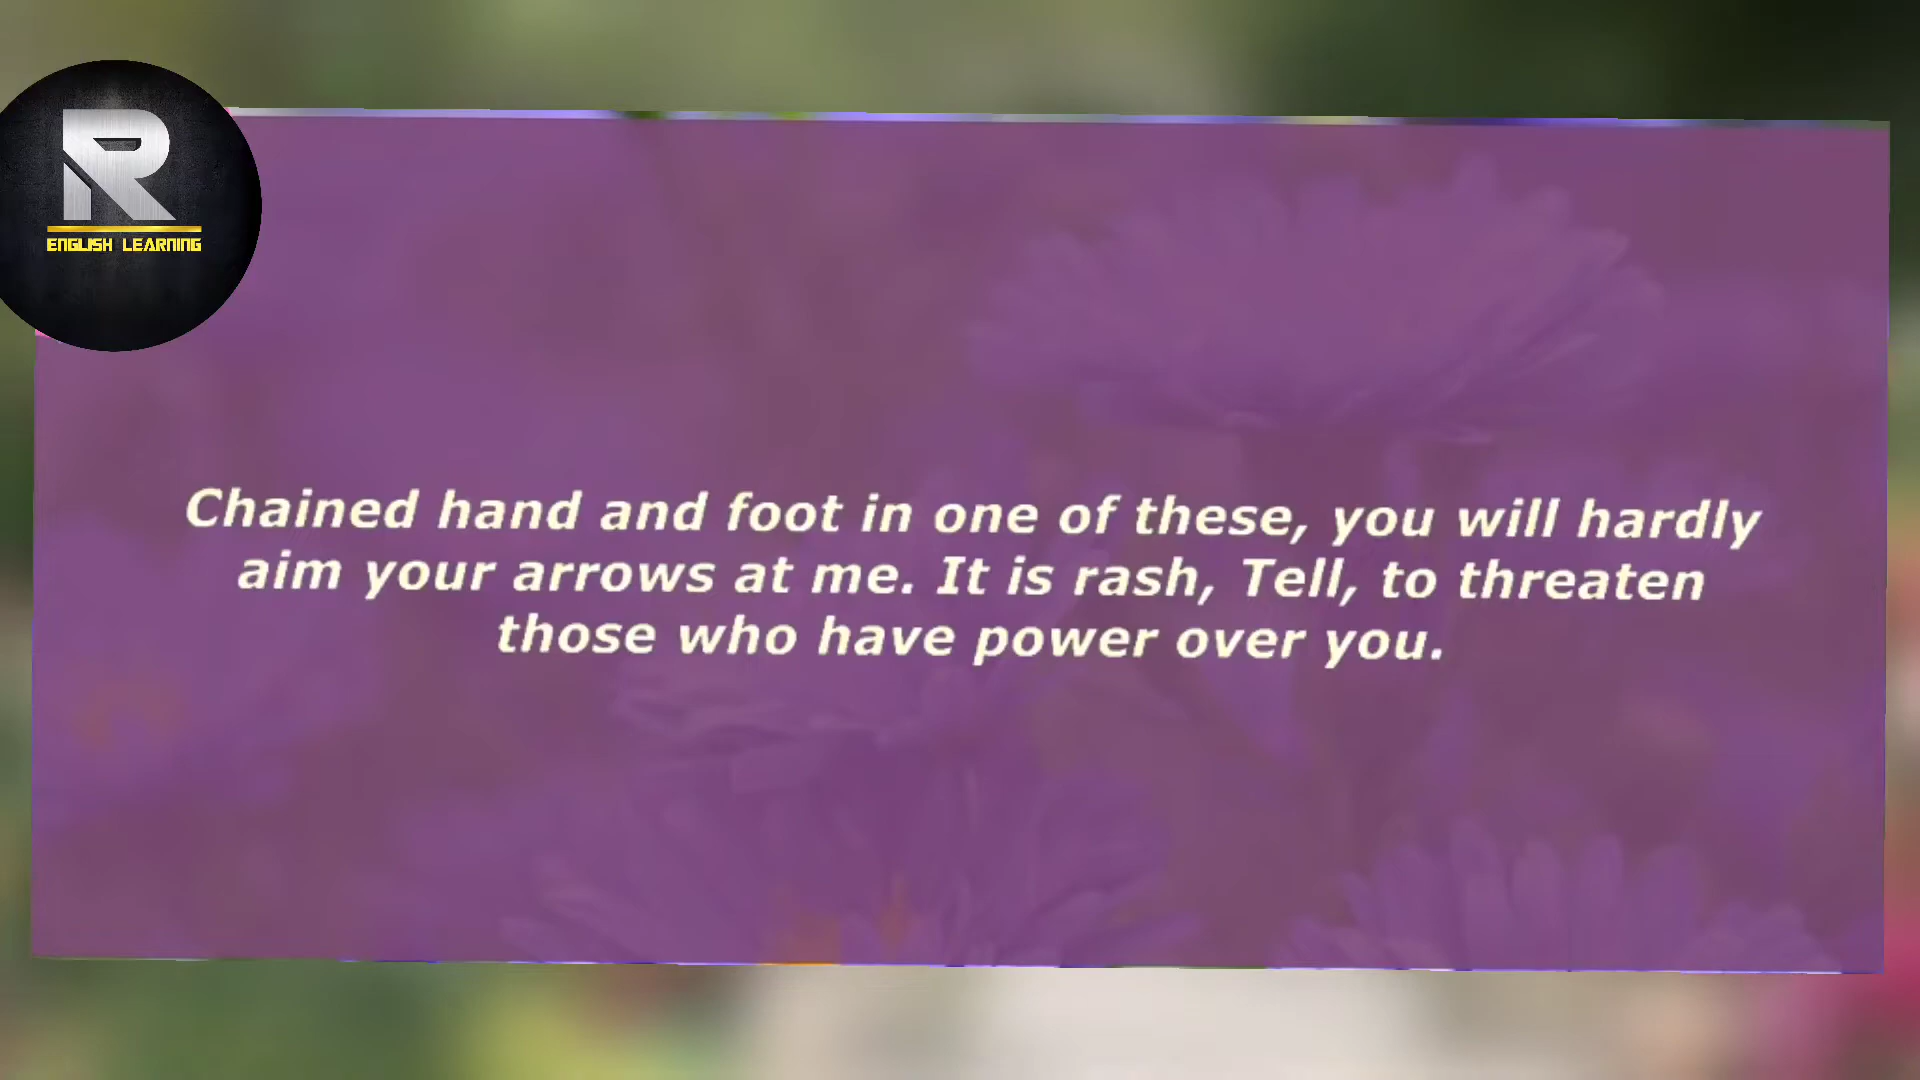 R
ENGLISH LEARNING
Chained hand and foot in one of these, you will hardly
aim your arrows at me. It is rash, Tell, to threaten
those who have power over you.